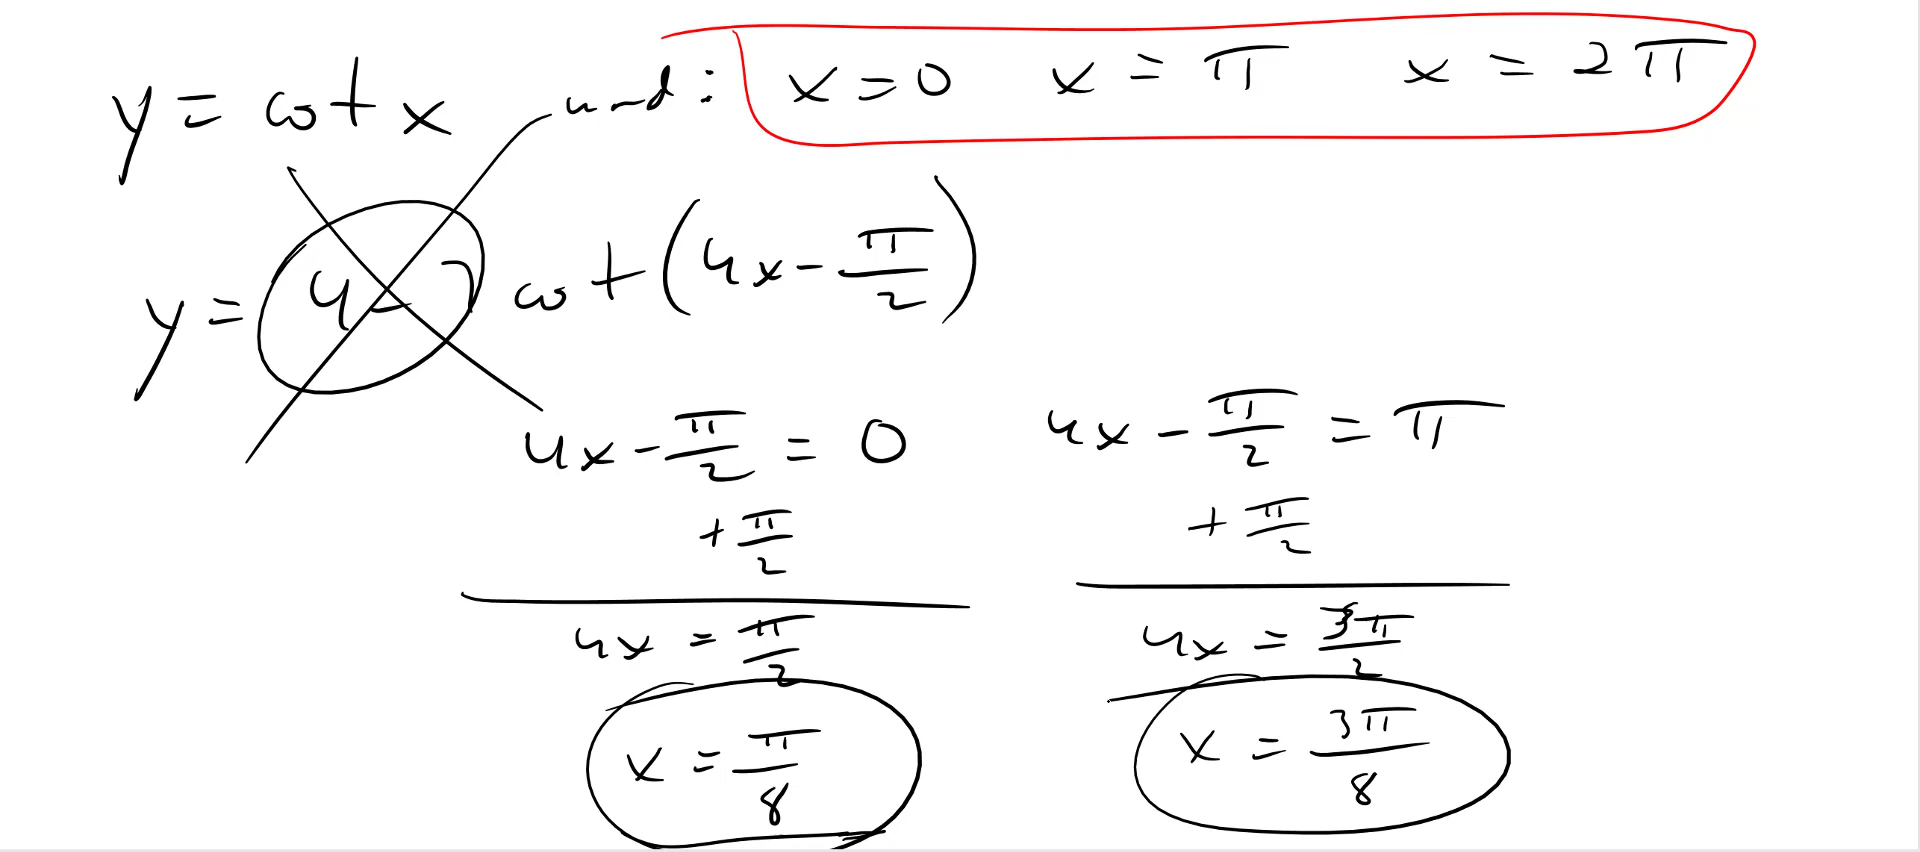 y = cot x und: x = 0 x = π x = 2π
y = cot(4x - π/2)
4x - π/2 = 0 4x - π/2 = π
+ π/2 + π/2
4x = π/2 4x = 3π/2
x = π/8 x = 3π/8